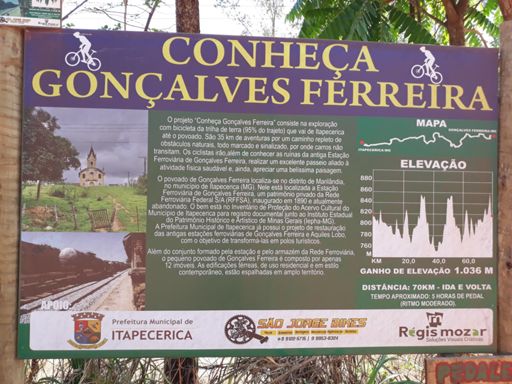 CONHEÇA
GONÇALVES FERREIRA
O projeto "Conheça Gonçalves Ferreira" consiste na exploração
com bicicleta da trilha de terra (95% do trajeto) que vai de Itapecerica
até o povoado. São 35 km de aventuras por um caminho repleto de
obstáculos naturais, todo marcado e sinalizado, por onde carros não
transitam. Os ciclistas irão além de conhecer as ruínas da antiga Estação
Ferroviária de Gonçalves Ferreira, realizar um excelente passeio aliado à
atividade física saudável e, ainda, apreciar uma belíssima paisagem.
O povoado de Gonçalves Ferreira localiza-se no distrito de Marilândia,
no município de Itapecerica (MG). Nele está localizada a Estação
Ferroviária de Gonçalves Ferreira, um patrimônio privado da Rede
Ferroviária Federal S/A (RFFSA), inaugurado em 1890 e atualmente
abandonado. O bem está no Inventário de Proteção do Acervo Cultural do
Município de Itapecerica para registro documental junto ao Instituto Estadual
do Patrimônio Histórico e Artístico de Minas Gerais (Iepha-MG).
A Prefeitura Municipal de Itapecerica já possui o projeto de restauração
das antigas estações ferroviárias de Gonçalves Ferreira e Aquiles Lobo,
com o objetivo de transformá-las em polos turísticos.
Além do conjunto formado pela estação e pelo armazém da Rede Ferroviária,
o pequeno povoado de Gonçalves Ferreira é composto por apenas
12 imóveis. As edificações térreas, de uso residencial e em estilo
contemporâneo, estão espalhadas em amplo território.
MAPA
GONÇALVES FERREIRA-MG
ITAPECERICA-MG
ELEVAÇÃO
880
860
840
820
800
780
760
KM
20,0
40,0
60,0
GANHO DE ELEVAÇÃO 1.036 M
DISTÂNCIA: 70KM - IDA E VOLTA
TEMPO APROXIMADO: 5 HORAS DE PEDAL
(RITMO MODERADO).
APOIO:
Prefeitura Municipal de
ITAPECERICA
SÃO JORGE BIKES
Régis mozar
Soluções Visuais Criativas
PEDALE